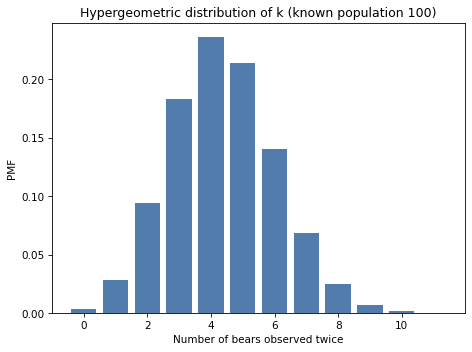 Hypergeometric distribution of k (known population 100)
0.20
0.15
0.10
0.05
0.00
PMF
0 2 4 6 8 10
Number of bears observed twice